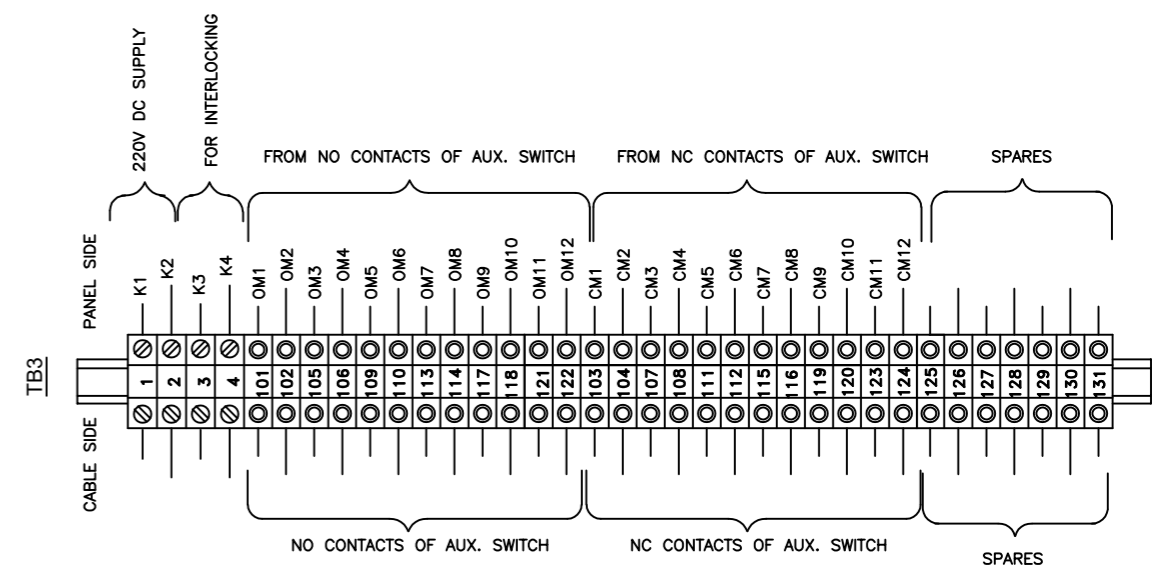 220V DC SUPPLY
FOR INTERLOCKING
FROM NO CONTACTS OF AUX. SWITCH
FROM NC CONTACTS OF AUX. SWITCH
SPARES
PANEL SIDE
K1
K2
K3
K4
OM1
OM2
OM3
OM4
OM5
OM6
OM7
OM8
OM9
OM10
OM11
OM12
CM1
CM2
CM3
CM4
CM5
CM6
CM7
CM8
CM9
CM10
CM11
CM12
TB3
1
2
3
4
101
102
105
106
109
110
113
114
117
118
121
122
103
104
107
108
111
112
115
116
119
120
123
124
125
126
127
128
129
130
131
CABLE SIDE
NO CONTACTS OF AUX. SWITCH
NC CONTACTS OF AUX. SWITCH
SPARES